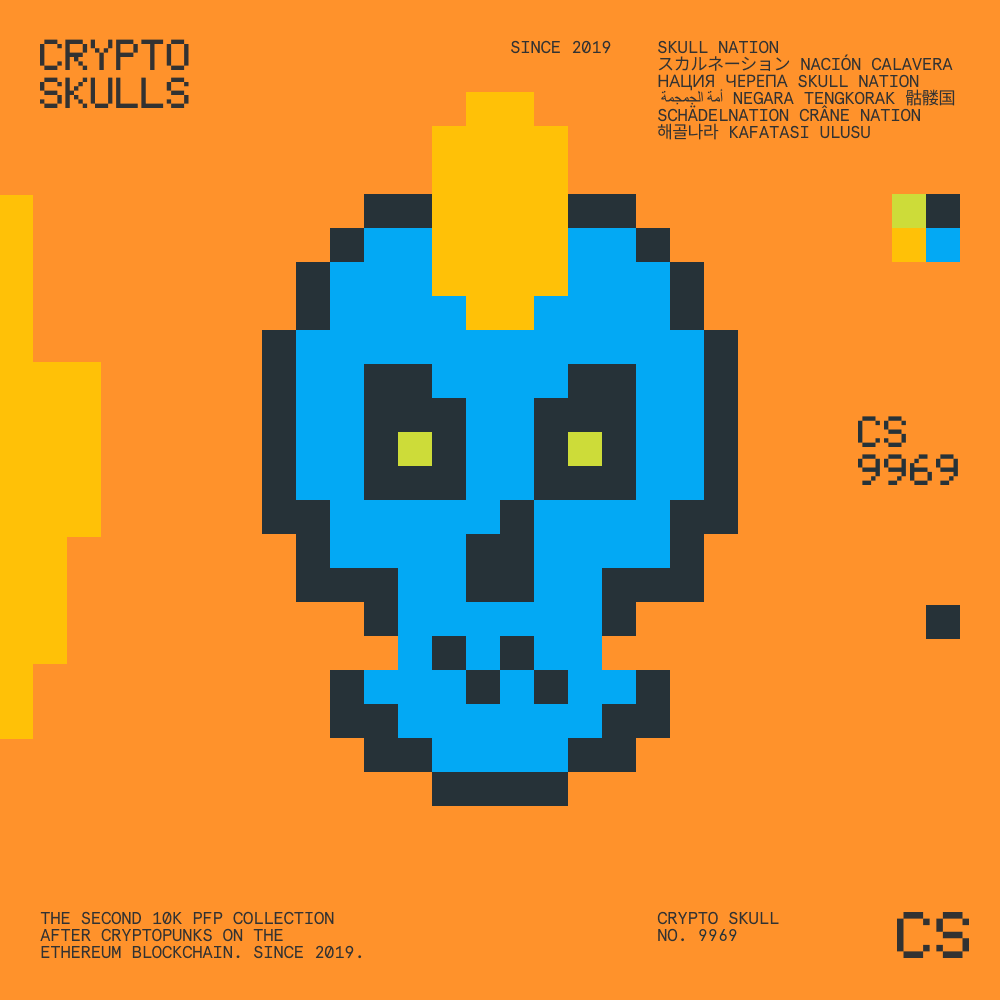 CRYPTO
SKULLS
SINCE 2019
SKULL NATION
スカルネーション NACIÓN CALAVERA
НАЦИЯ ЧЕРЕПА SKULL NATION
أمة الجمجمة NEGARA TENGKORAK 骷髅国
SCHÄDELNATION CRÂNE NATION
해골나라 KAFATASI ULUSU
CS
9969
THE SECOND 10K PFP COLLECTION
AFTER CRYPTOPUNKS ON THE
ETHEREUM BLOCKCHAIN. SINCE 2019.
CRYPTO SKULL
NO. 9969
CS